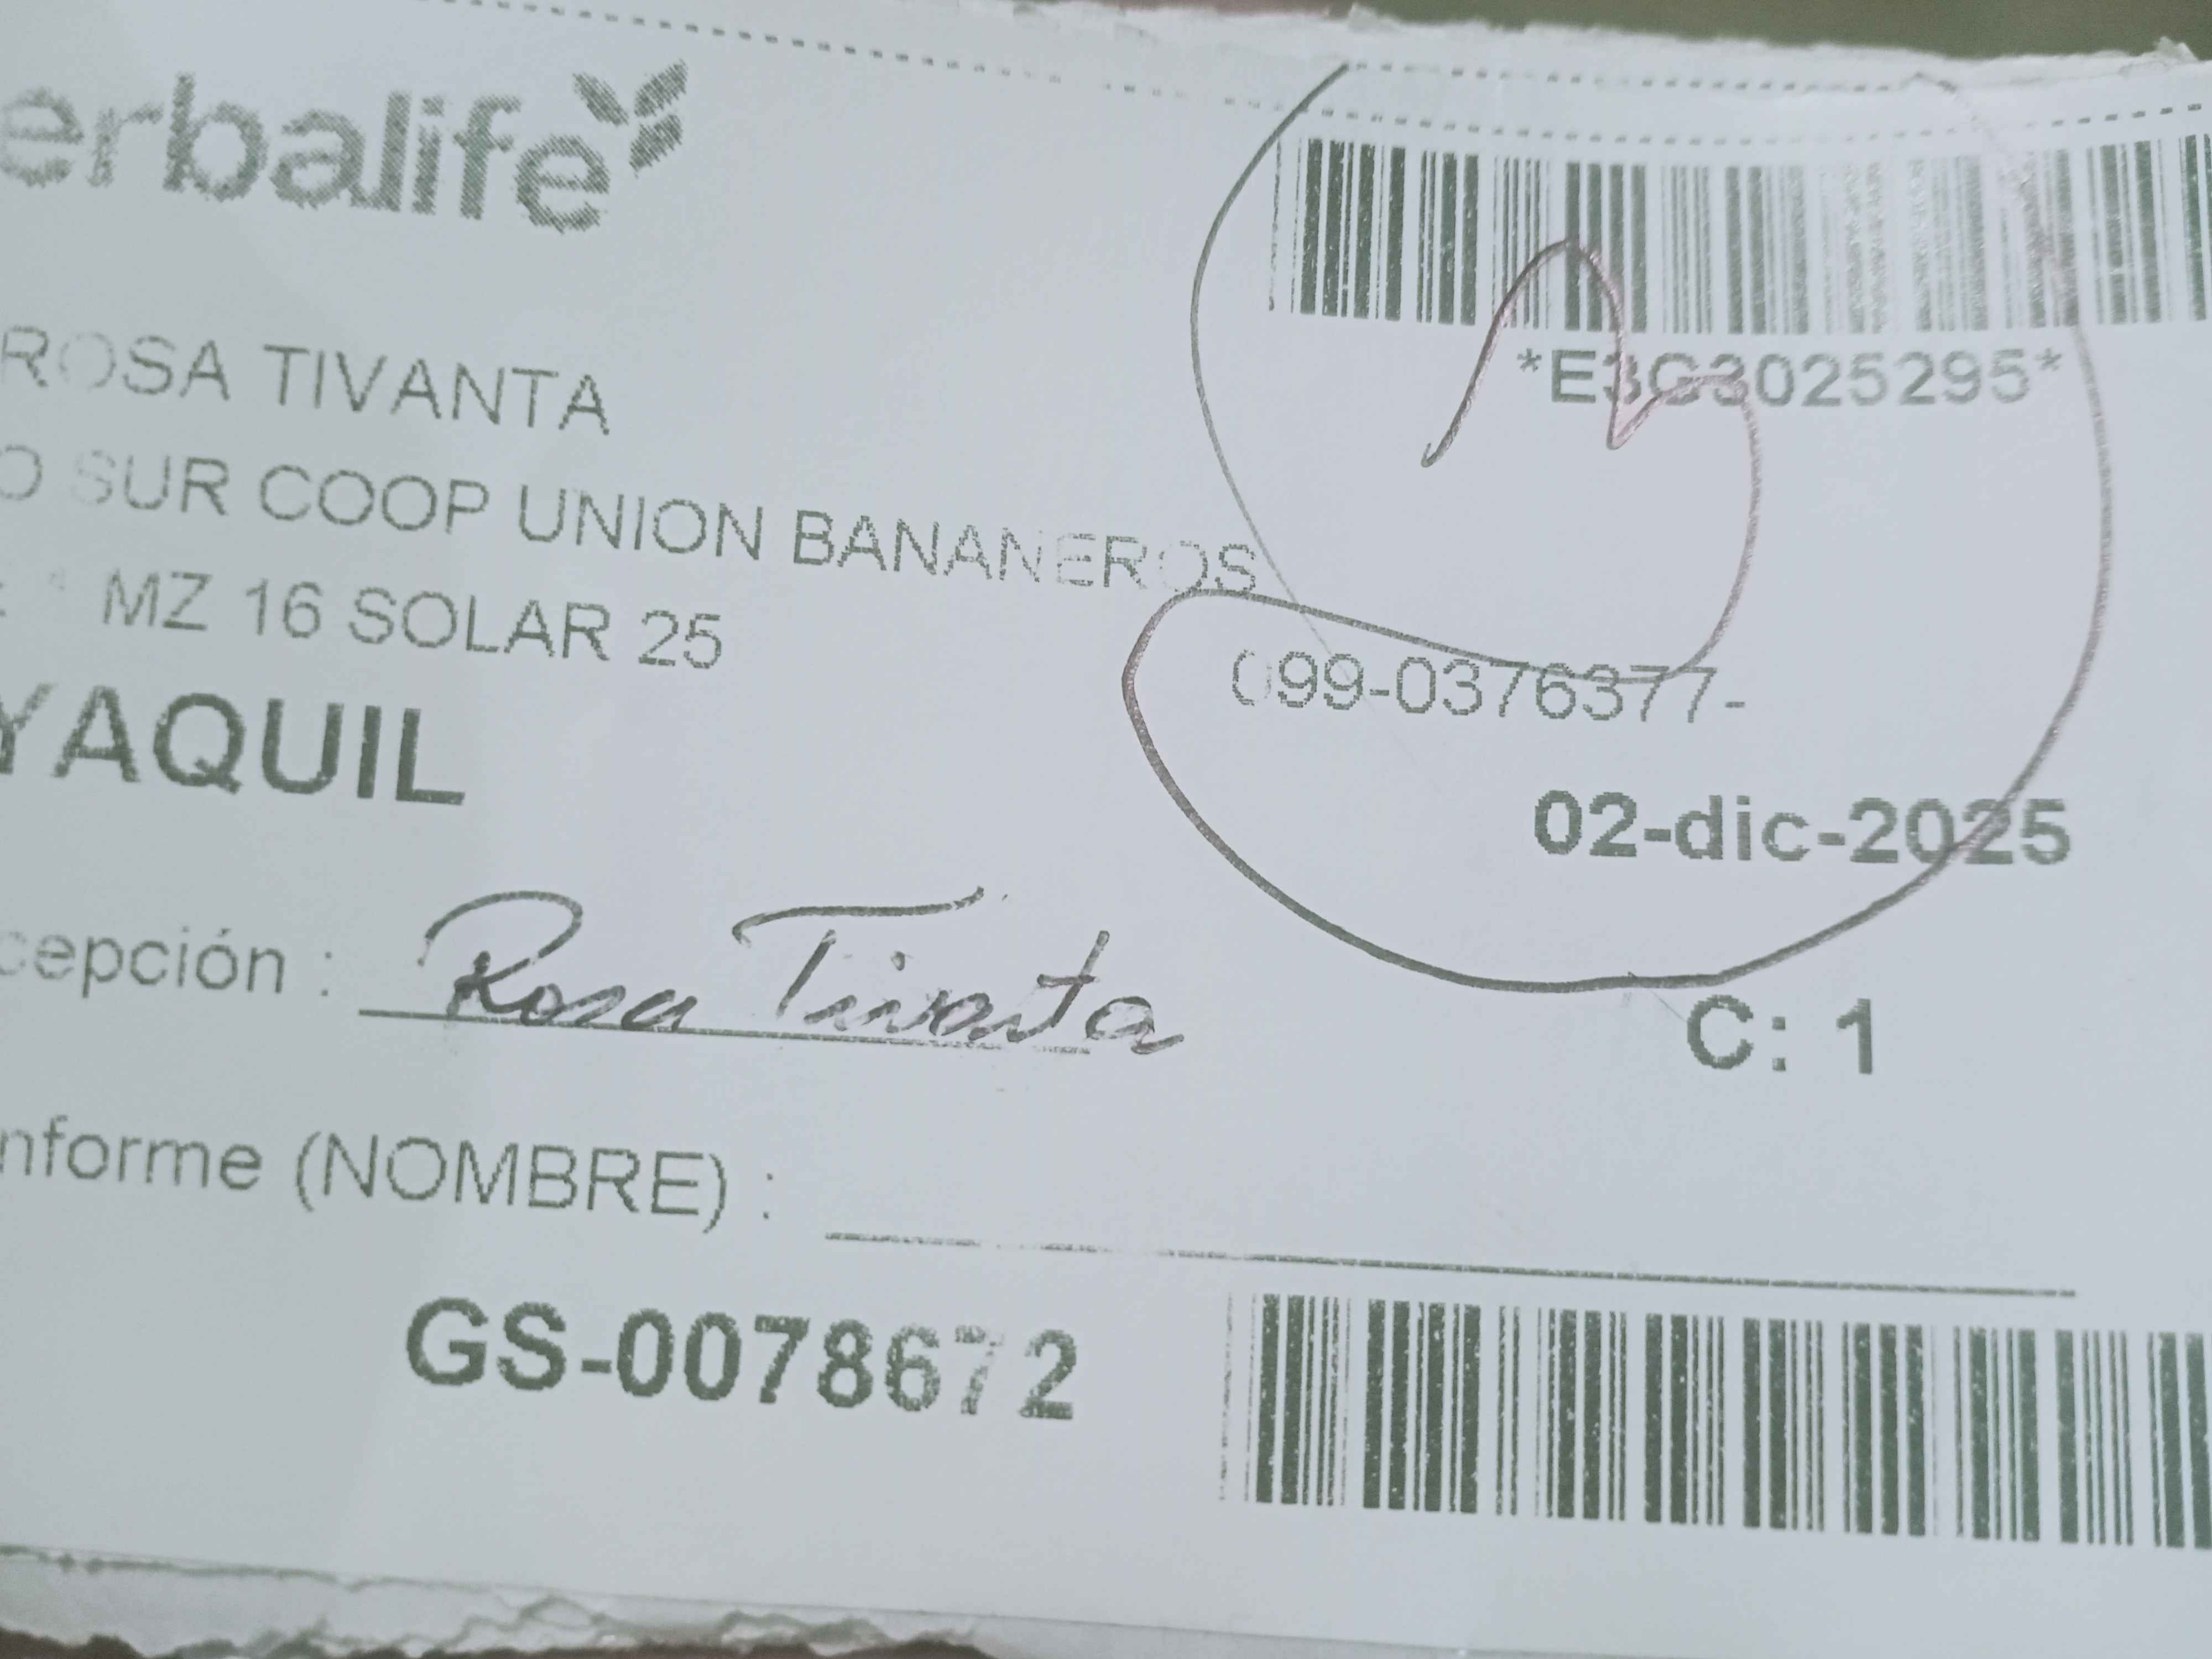 erbalife
*E3G3025295*
ROSA TIVANTA
O SUR COOP UNION BANANEROS
MZ 16 SOLAR 25
099-0376377-
YAQUIL
02-dic-2025
cepción : Rosa Tivanta
C: 1
nforme (NOMBRE) :
GS-0078672